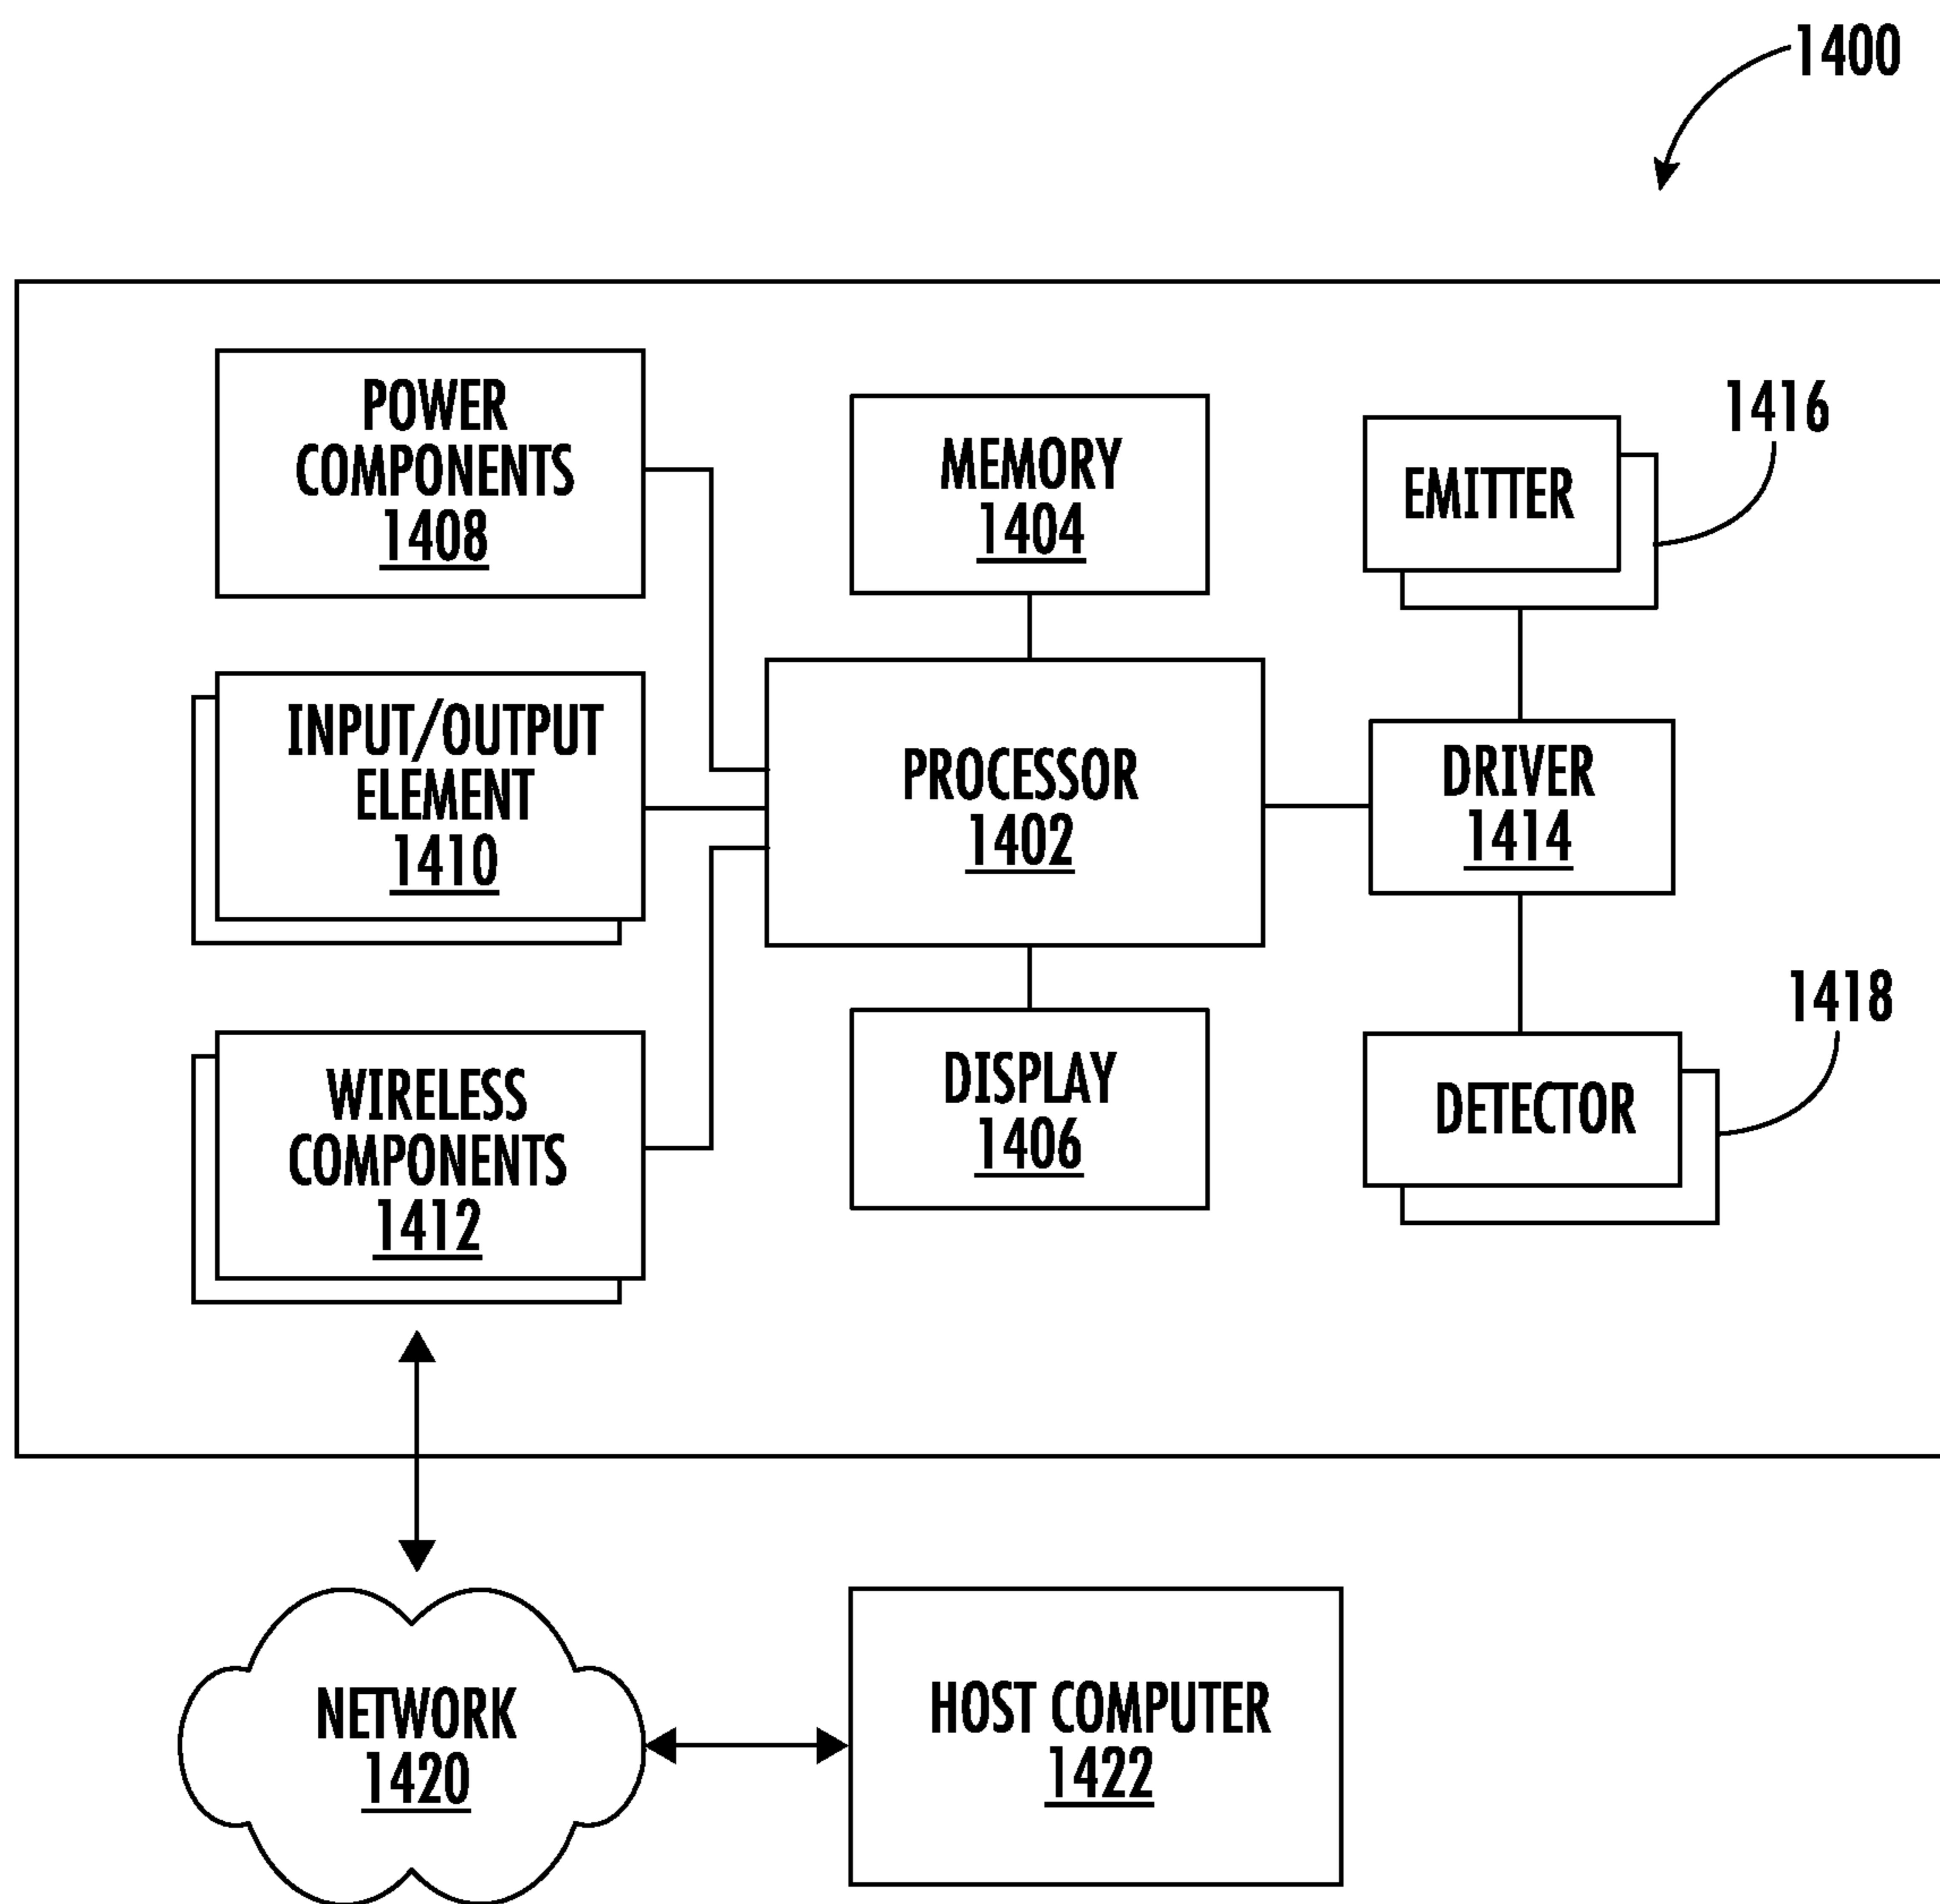 1400
POWER
COMPONENTS
1408
MEMORY
1404
EMITTER
1416
INPUT/OUTPUT
ELEMENT
1410
PROCESSOR
1402
DRIVER
1414
WIRELESS
COMPONENTS
1412
DISPLAY
1406
DETECTOR
1418
NETWORK
1420
HOST COMPUTER
1422